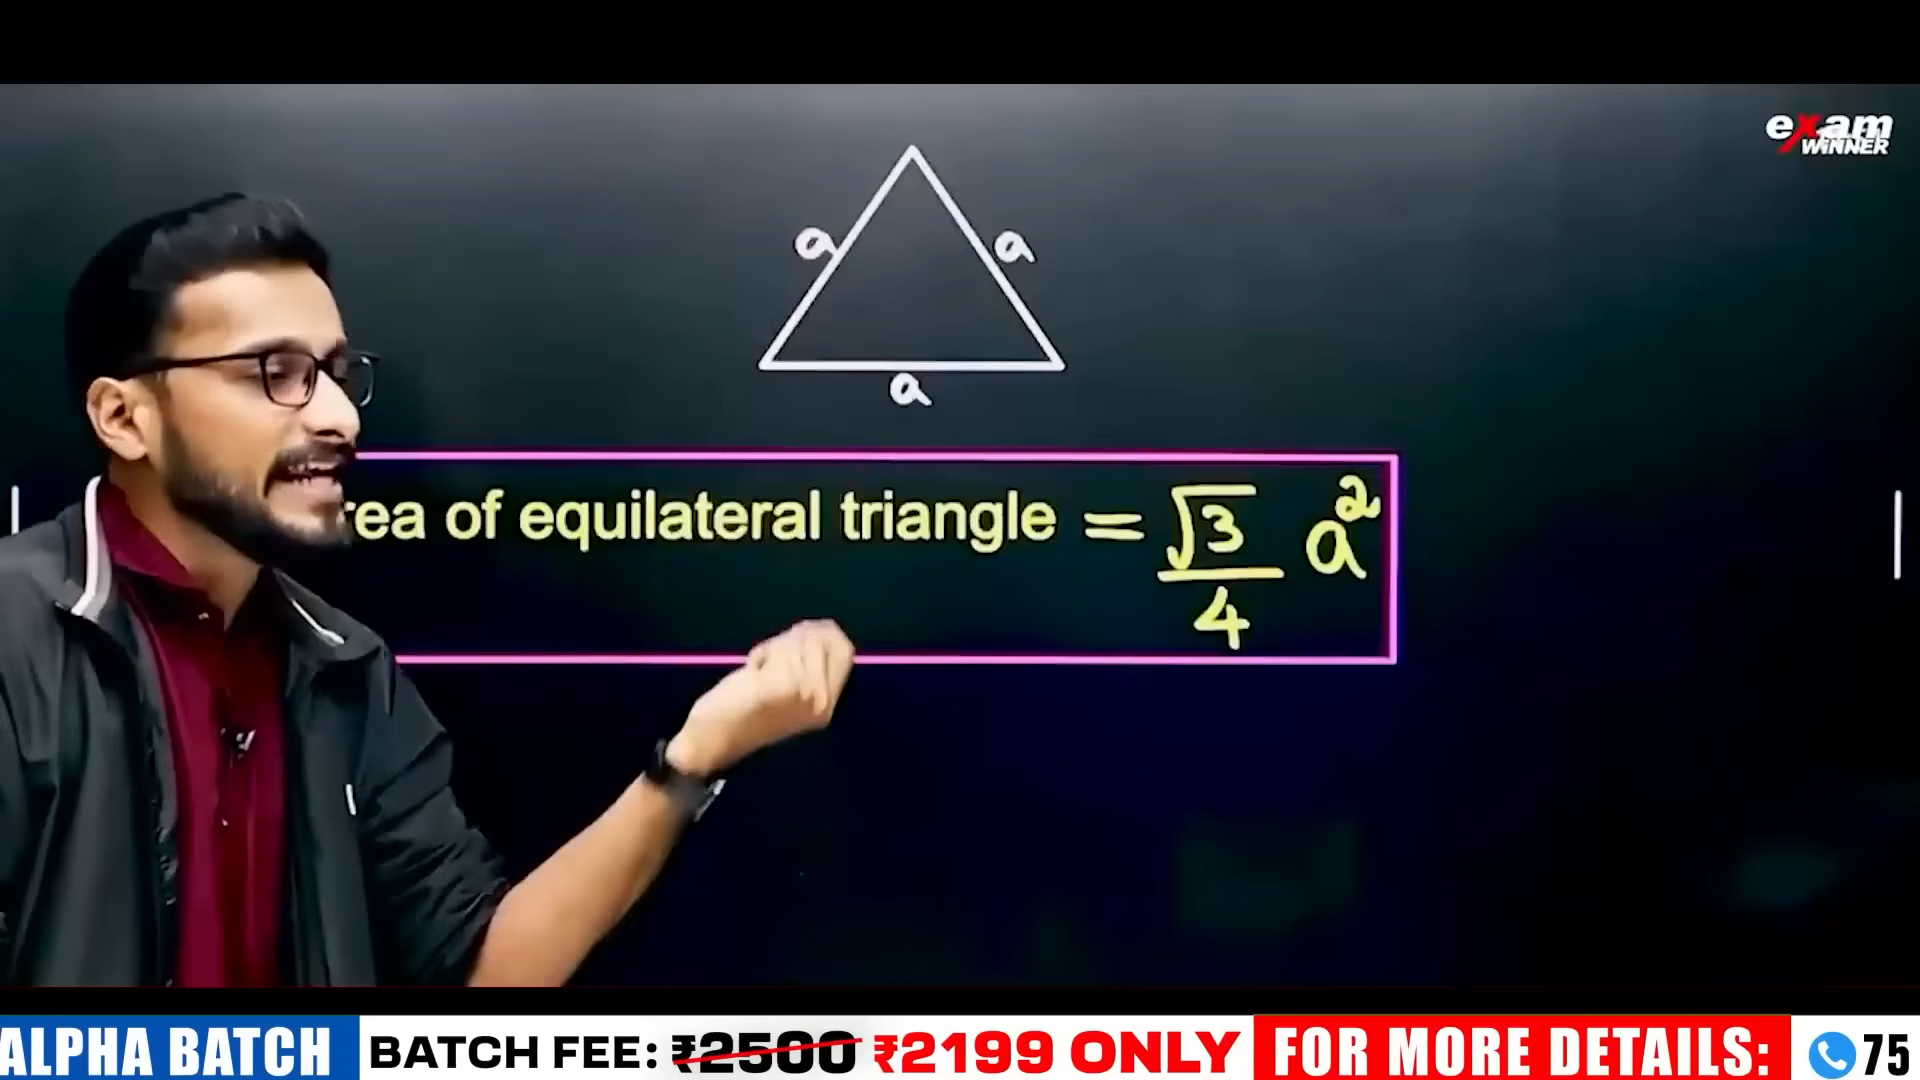 exam
WINNER
a a
a
rea of equilateral triangle = √3/4 a²
ALPHA BATCH BATCH FEE: ₹2500 ₹2199 ONLY FOR MORE DETAILS: 75